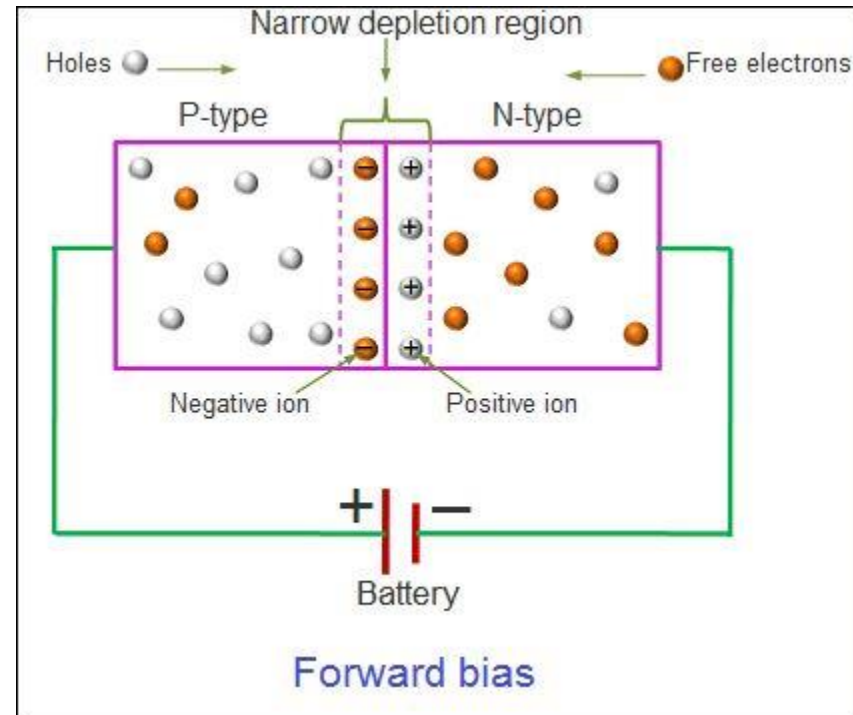 Narrow depletion region
Holes
Free electrons
P-type
N-type
− +
− +
− +
− +
Negative ion
Positive ion
+ −
Battery
Forward bias